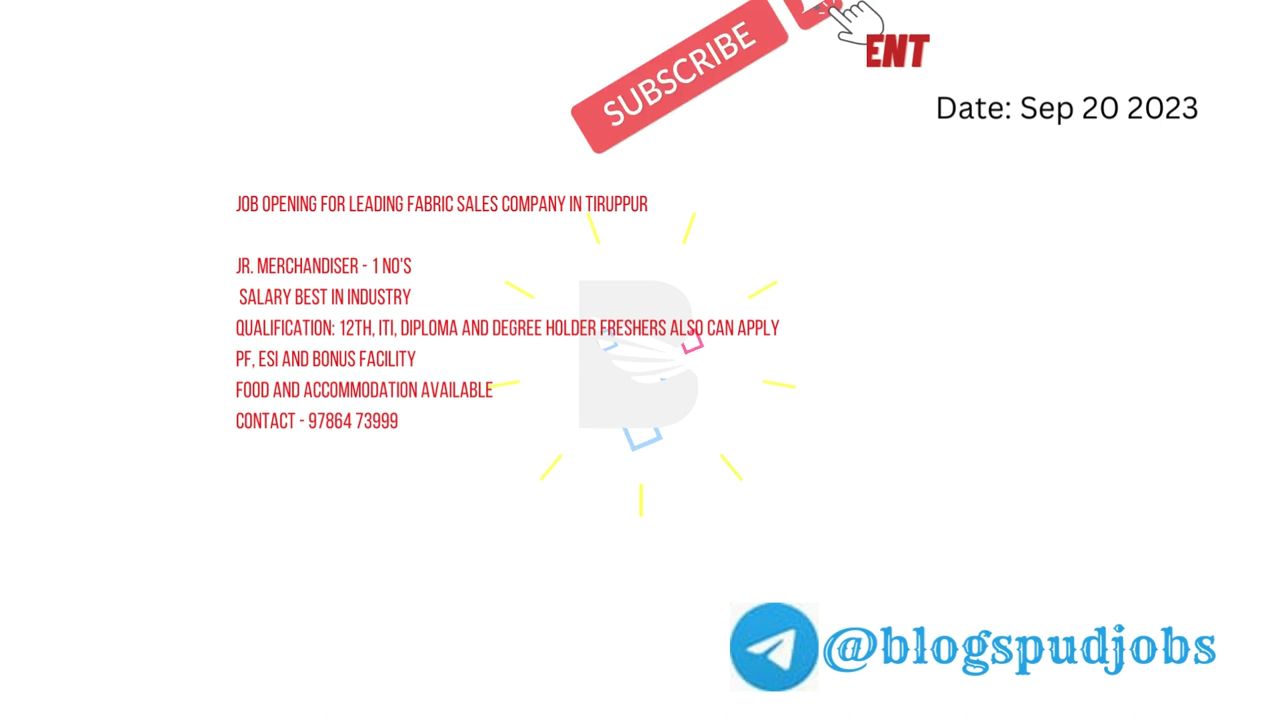 SUBSCRIBE
ENT
Date: Sep 20 2023
JOB OPENING FOR LEADING FABRIC SALES COMPANY IN TIRUPPUR
JR. MERCHANDISER - 1 NO'S
SALARY BEST IN INDUSTRY
QUALIFICATION: 12TH, ITI, DIPLOMA AND DEGREE HOLDER FRESHERS ALSO CAN APPLY
PF, ESI AND BONUS FACILITY
FOOD AND ACCOMMODATION AVAILABLE
CONTACT - 97864 73999
B
@blogspudjobs